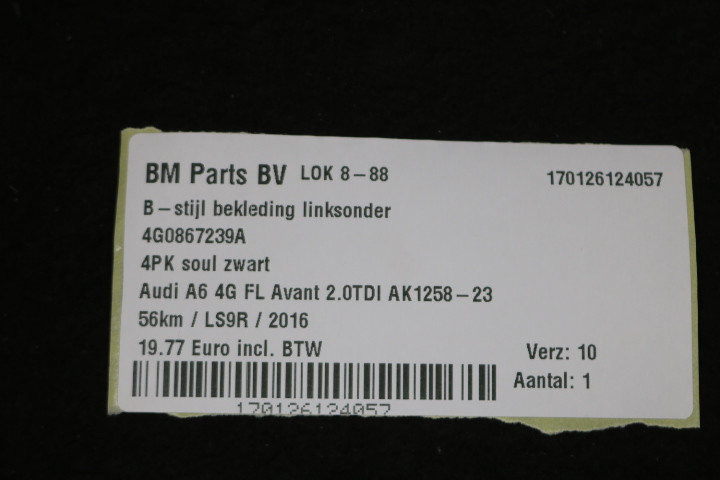 BM Parts BV LOK 8-88 170126124057
B-stijl bekleding linksonder
4G0867239A
4PK soul zwart
Audi A6 4G FL Avant 2.0TDI AK1258-23
56km / LS9R / 2016
19.77 Euro incl. BTW Verz: 10
Aantal: 1
170126124057